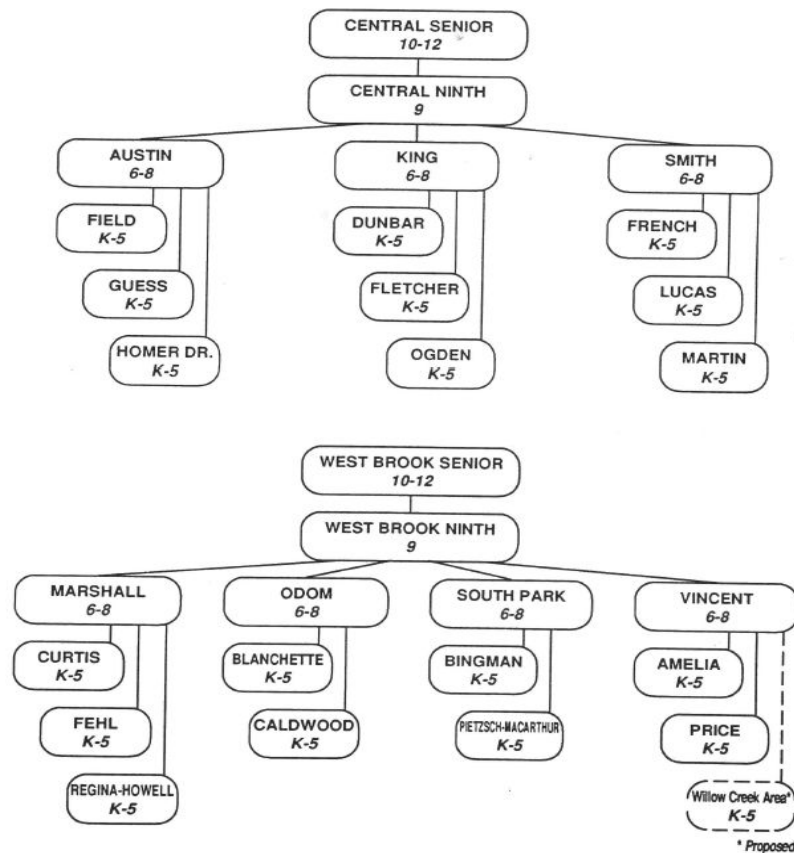 CENTRAL SENIOR
10-12
CENTRAL NINTH
9
AUSTIN
6-8
KING
6-8
SMITH
6-8
FIELD
K-5
DUNBAR
K-5
FRENCH
K-5
GUESS
K-5
FLETCHER
K-5
LUCAS
K-5
HOMER DR.
K-5
OGDEN
K-5
MARTIN
K-5
WEST BROOK SENIOR
10-12
WEST BROOK NINTH
9
MARSHALL
6-8
ODOM
6-8
SOUTH PARK
6-8
VINCENT
6-8
CURTIS
K-5
BLANCHETTE
K-5
BINGMAN
K-5
AMELIA
K-5
FEHL
K-5
CALDWOOD
K-5
PIETZSCH-MACARTHUR
K-5
PRICE
K-5
REGINA-HOWELL
K-5
Willow Creek Area*
K-5
* Proposed